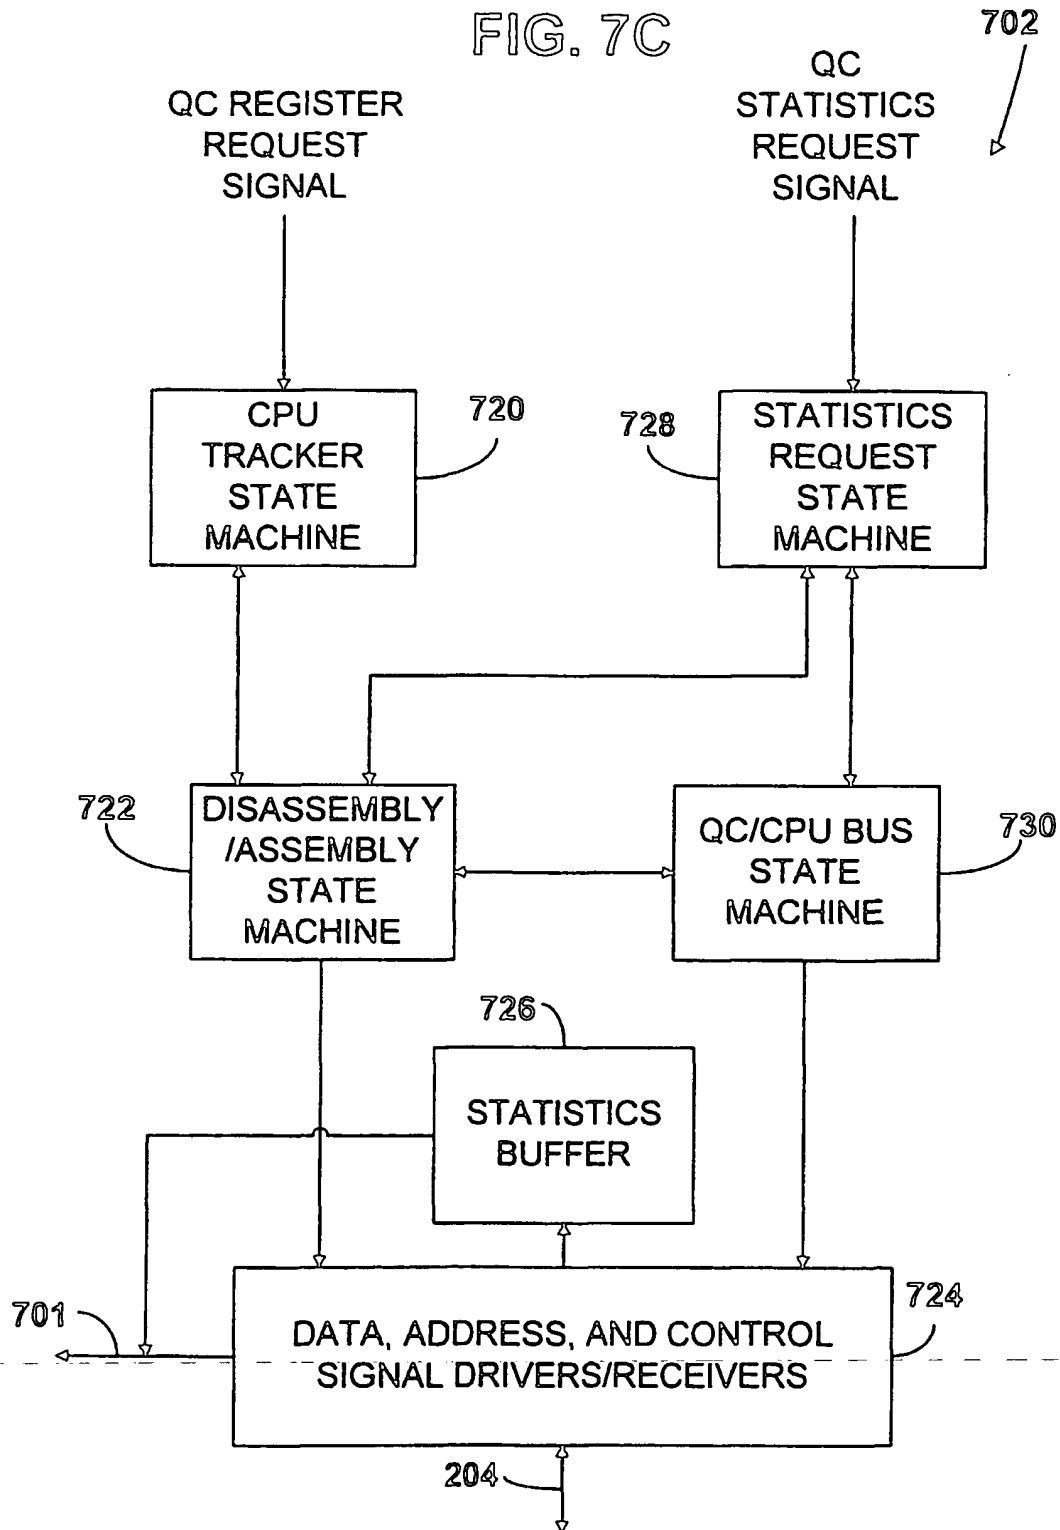 FIG. 7C
702
QC REGISTER
REQUEST
SIGNAL
QC
STATISTICS
REQUEST
SIGNAL
CPU
TRACKER
STATE
MACHINE
720
728
STATISTICS
REQUEST
STATE
MACHINE
722
DISASSEMBLY
/ASSEMBLY
STATE
MACHINE
QC/CPU BUS
STATE
MACHINE
730
726
STATISTICS
BUFFER
701
DATA, ADDRESS, AND CONTROL
SIGNAL DRIVERS/RECEIVERS
724
204